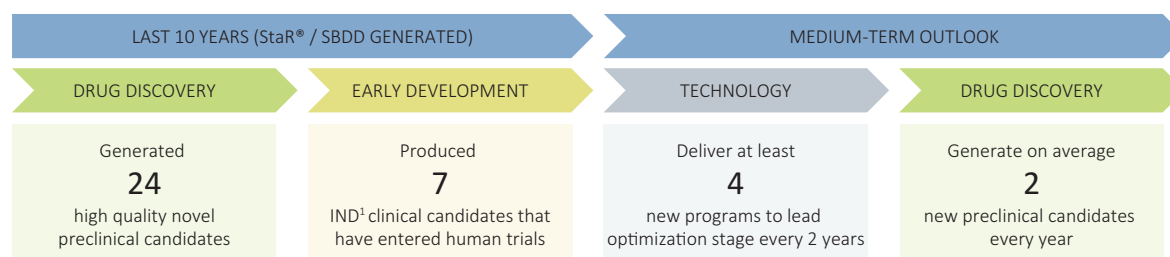 LAST 10 YEARS (StaR® / SBDD GENERATED)
MEDIUM-TERM OUTLOOK
DRUG DISCOVERY
EARLY DEVELOPMENT
TECHNOLOGY
DRUG DISCOVERY
Generated
24
high quality novel
preclinical candidates
Produced
7
IND¹ clinical candidates that
have entered human trials
Deliver at least
4
new programs to lead
optimization stage every 2 years
Generate on average
2
new preclinical candidates
every year